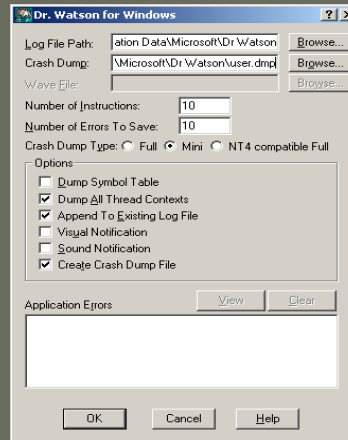 Dr. Watson for Windows
Log File Path: ation Data\Microsoft\Dr Watson Browse...
Crash Dump: \Microsoft\Dr Watson\user.dmp Browse...
Wave File: Browse...
Number of Instructions: 10
Number of Errors To Save: 10
Crash Dump Type: Full Mini NT4 compatible Full
Options
Dump Symbol Table
Dump All Thread Contexts
Append To Existing Log File
Visual Notification
Sound Notification
Create Crash Dump File
Application Errors View Clear
OK Cancel Help